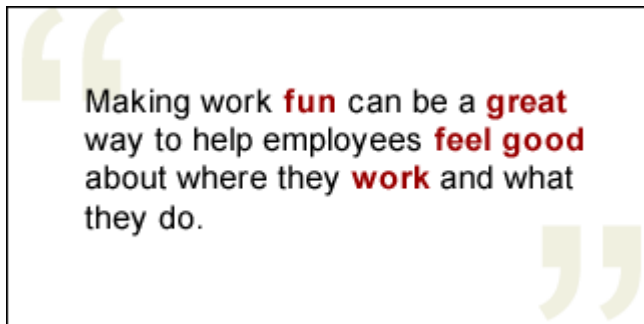 Making work fun can be a great
way to help employees feel good
about where they work and what
they do.